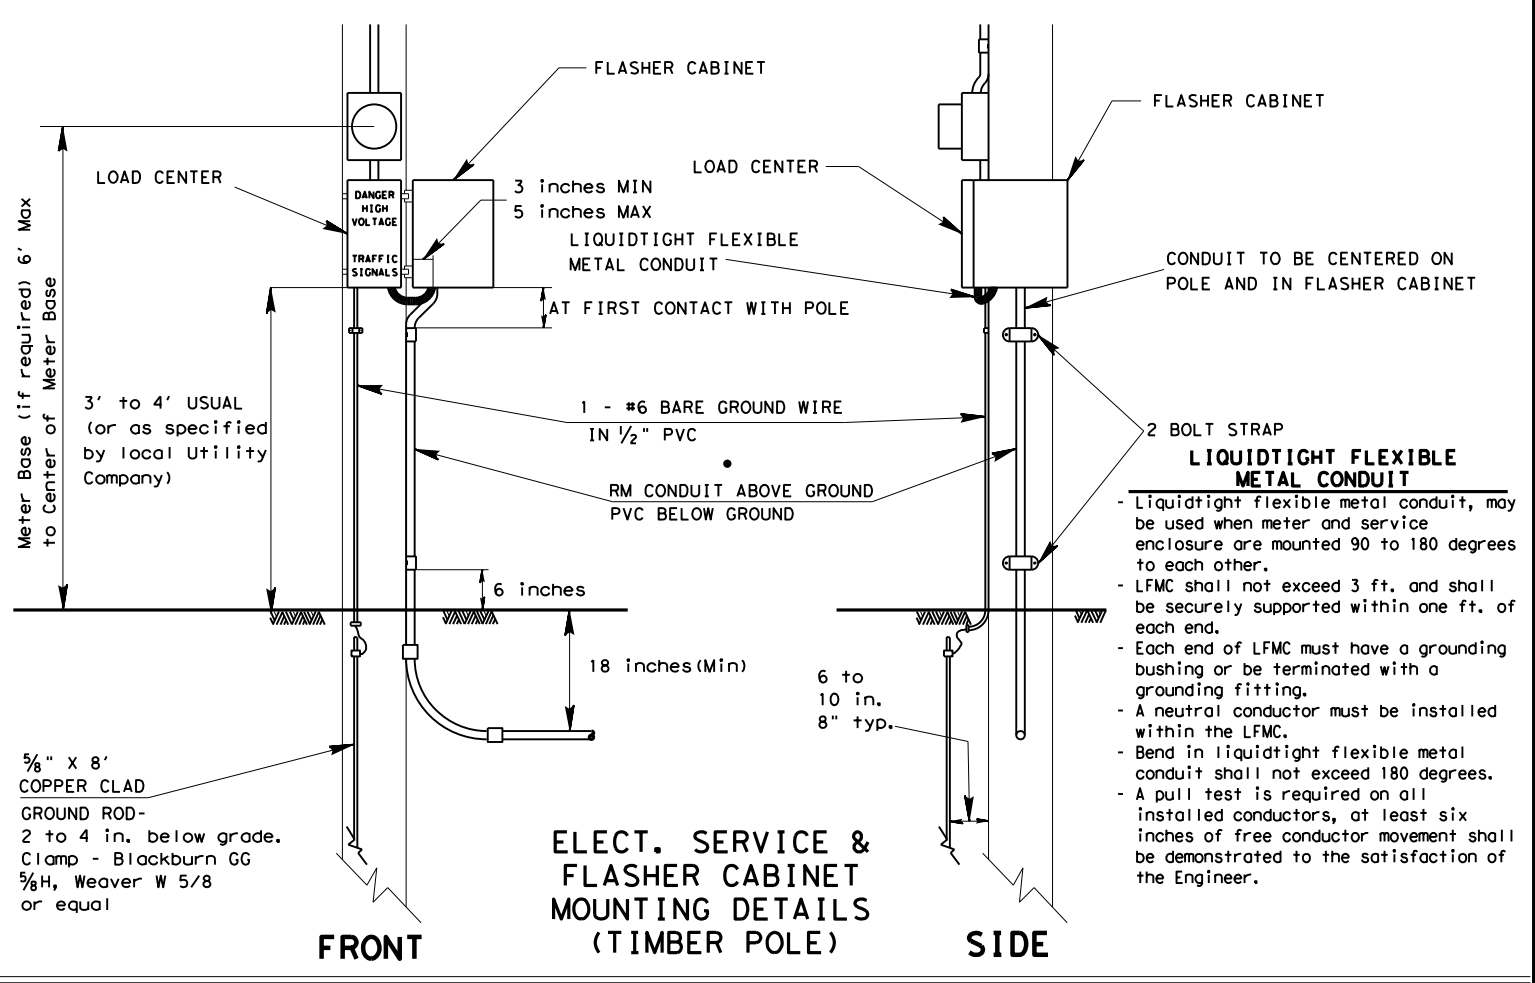 FLASHER CABINET
LOAD CENTER
DANGER
HIGH
VOLTAGE
TRAFFIC
SIGNALS
3 inches MIN
5 inches MAX
LIQUIDTIGHT FLEXIBLE
METAL CONDUIT
AT FIRST CONTACT WITH POLE
Meter Base (if required) 6' Max
to Center of Meter Base
3' to 4' USUAL
(or as specified
by local Utility
Company)
1 - #6 BARE GROUND WIRE
IN ½" PVC
RM CONDUIT ABOVE GROUND
PVC BELOW GROUND
6 inches
18 inches(Min)
⅝" X 8'
COPPER CLAD
GROUND ROD-
2 to 4 in. below grade.
Clamp - Blackburn GG
⅝H, Weaver W 5/8
or equal
FRONT
ELECT. SERVICE &
FLASHER CABINET
MOUNTING DETAILS
(TIMBER POLE)
FLASHER CABINET
LOAD CENTER
CONDUIT TO BE CENTERED ON
POLE AND IN FLASHER CABINET
2 BOLT STRAP
6 to
10 in.
8" typ.
SIDE
LIQUIDTIGHT FLEXIBLE
METAL CONDUIT
- Liquidtight flexible metal conduit, may
be used when meter and service
enclosure are mounted 90 to 180 degrees
to each other.
- LFMC shall not exceed 3 ft. and shall
be securely supported within one ft. of
each end.
- Each end of LFMC must have a grounding
bushing or be terminated with a
grounding fitting.
- A neutral conductor must be installed
within the LFMC.
- Bend in liquidtight flexible metal
conduit shall not exceed 180 degrees.
- A pull test is required on all
installed conductors, at least six
inches of free conductor movement shall
be demonstrated to the satisfaction of
the Engineer.